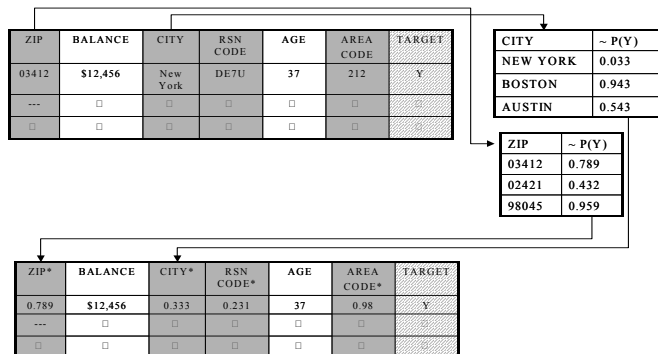 ZIP BALANCE CITY RSN CODE AGE AREA CODE TARGET
03412 $12,456 New York DE7U 37 212 Y
---
CITY ~ P(Y)
NEW YORK 0.033
BOSTON 0.943
AUSTIN 0.543
ZIP ~ P(Y)
03412 0.789
02421 0.432
98045 0.959
ZIP* BALANCE CITY* RSN CODE* AGE AREA CODE* TARGET
0.789 $12,456 0.333 0.231 37 0.98 Y
---